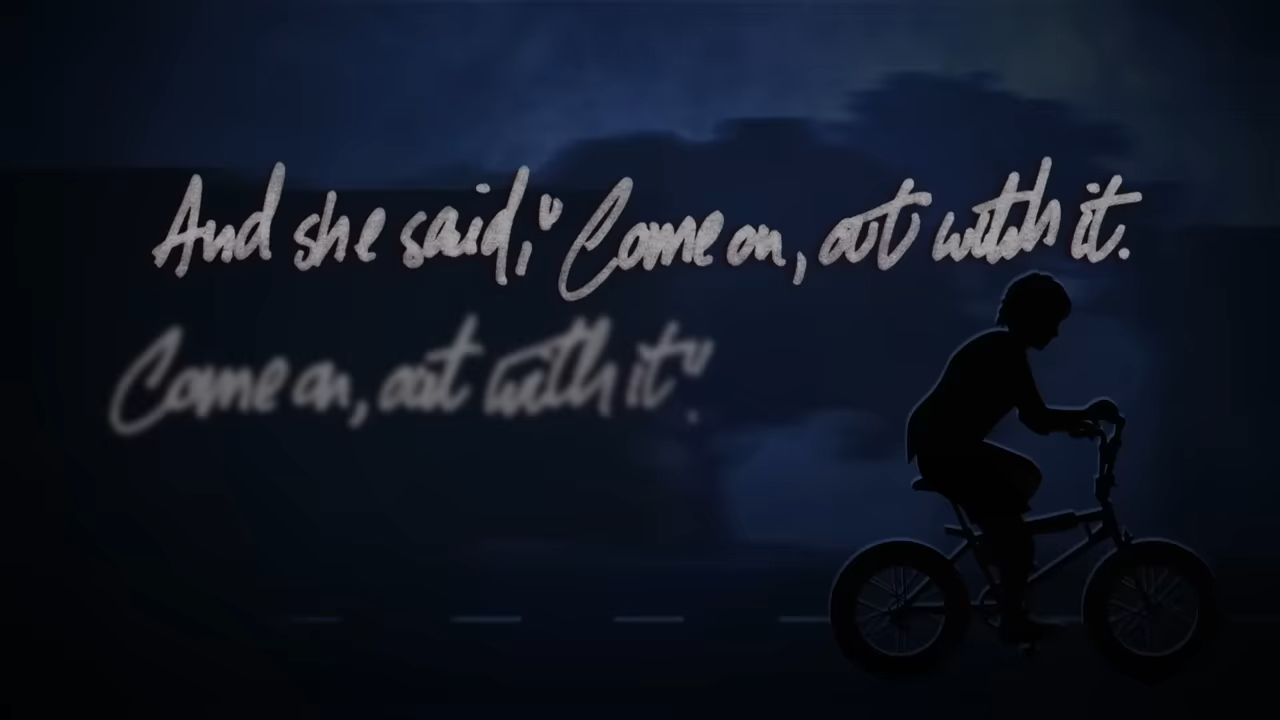 And she said," Come on, out with it.
Come on, out with it".